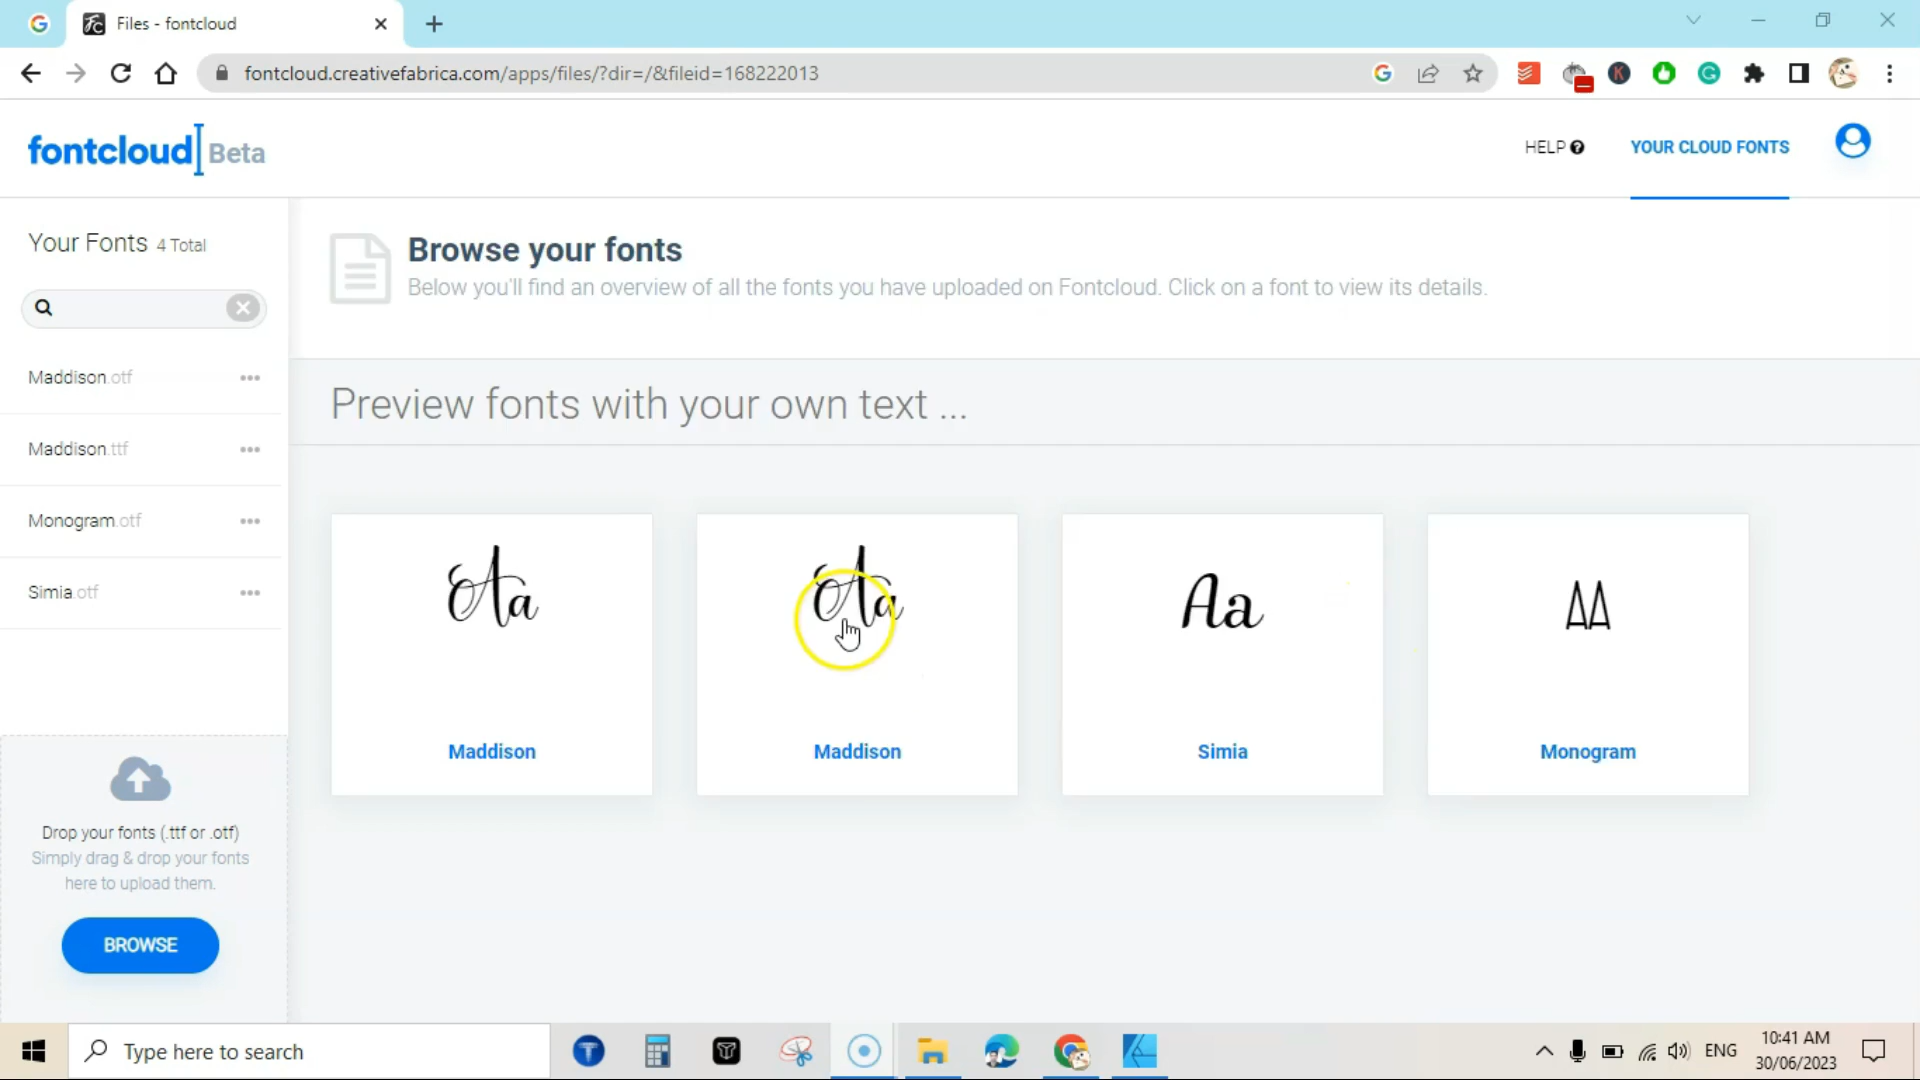 Files - fontcloud
fontcloud.creativefabrica.com/apps/files/?dir=/&fileid=168222013
fontcloud Beta
HELP
YOUR CLOUD FONTS
Your Fonts 4 Total
Maddison.otf
Maddison.ttf
Monogram.otf
Simia.otf
Drop your fonts (.ttf or .otf)
Simply drag & drop your fonts
here to upload them.
BROWSE
Browse your fonts
Below you'll find an overview of all the fonts you have uploaded on Fontcloud. Click on a font to view its details.
Preview fonts with your own text ...
Aa
Maddison
Aa
Maddison
Aa
Simia
AA
Monogram
Type here to search
ENG
10:41 AM
30/06/2023